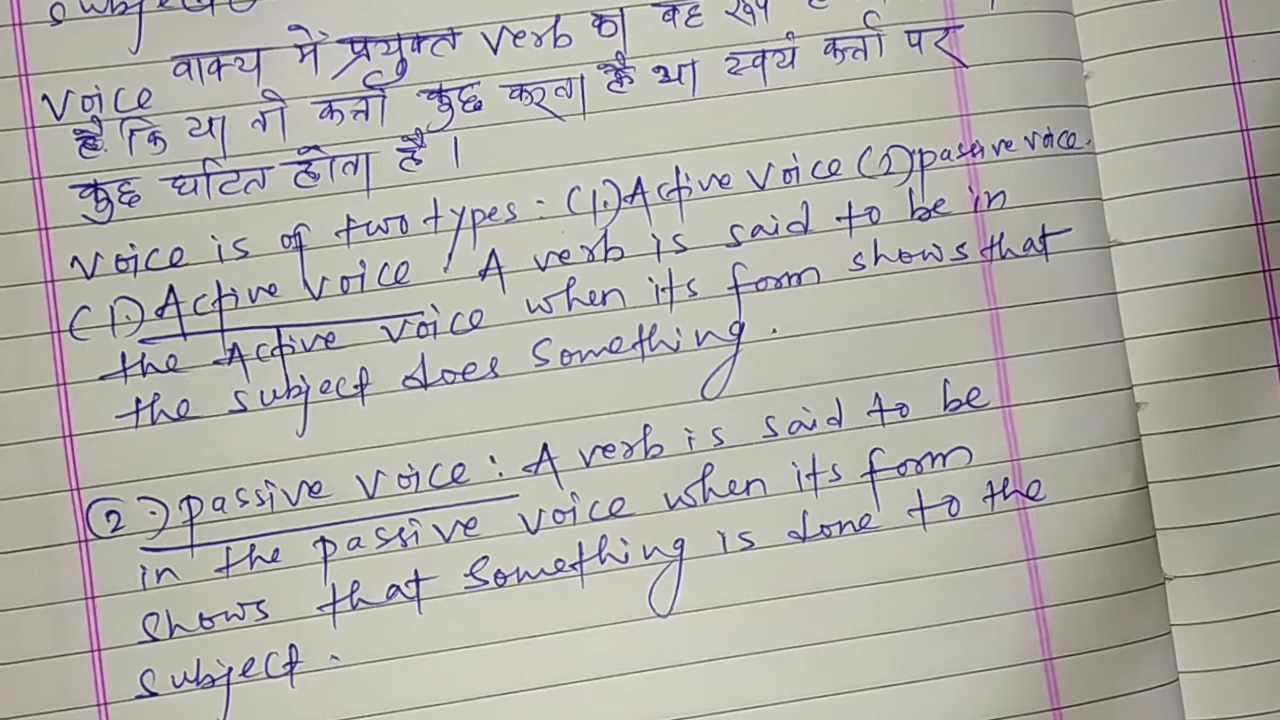 subject
Voice वाक्य में प्रयुक्त verb का वह रूप है
है कि या तो कर्त्ता कुछ करता है या स्वयं कर्त्ता पर
कुछ घटित होता है ।
Voice is of two types : (1.) Active Voice (2) passive voice.
(1.) Active Voice : A verb is said to be in
the Active voice when its form shows that
the subject does something.
(2.) passive voice : A verb is said to be
in the passive voice when its form
shows that something is done to the
subject.